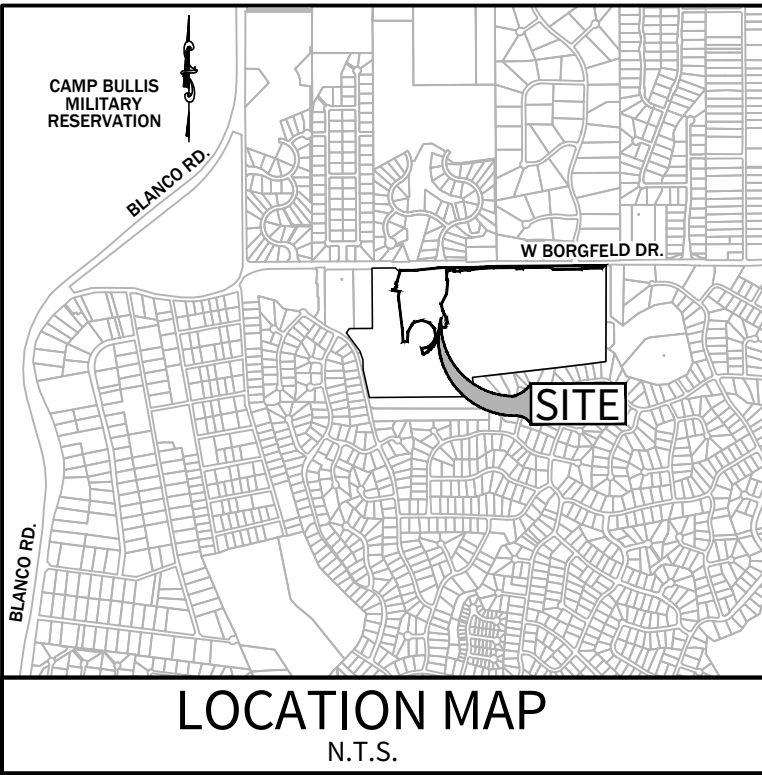 CAMP BULLIS
MILITARY
RESERVATION
BLANCO RD.
W BORGFELD DR.
SITE
BLANCO RD.
LOCATION MAP
N.T.S.